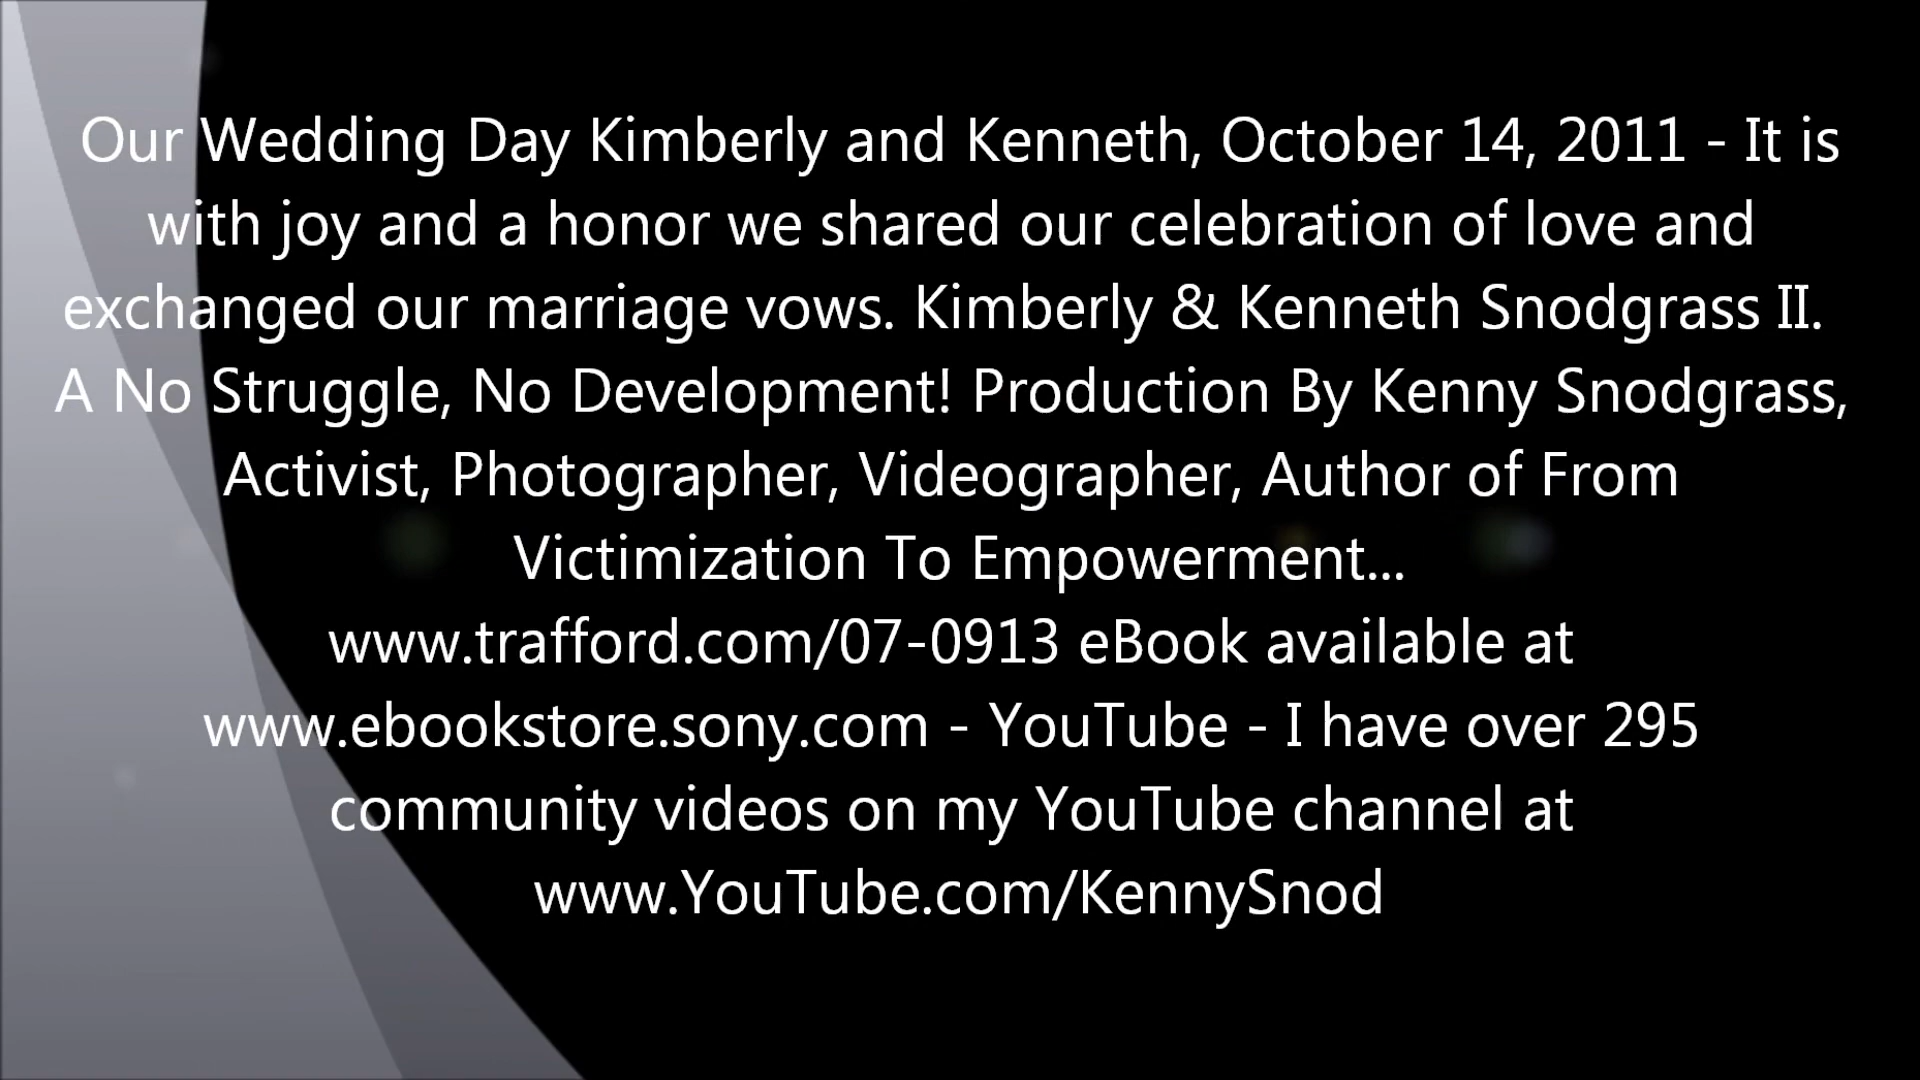 Our Wedding Day Kimberly and Kenneth, October 14, 2011 - It is
with joy and a honor we shared our celebration of love and
exchanged our marriage vows. Kimberly & Kenneth Snodgrass II.
A No Struggle, No Development! Production By Kenny Snodgrass,
Activist, Photographer, Videographer, Author of From
Victimization To Empowerment...
www.trafford.com/07-0913 eBook available at
www.ebookstore.sony.com - YouTube - I have over 295
community videos on my YouTube channel at
www.YouTube.com/KennySnod